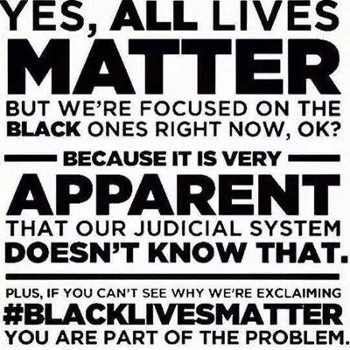 YES, ALL LIVES
MATTER
BUT WE'RE FOCUSED ON THE
BLACK ONES RIGHT NOW, OK?
BECAUSE IT IS VERY
APPARENT
THAT OUR JUDICIAL SYSTEM
DOESN'T KNOW THAT.
PLUS, IF YOU CAN'T SEE WHY WE'RE EXCLAIMING
#BLACKLIVESMATTER
YOU ARE PART OF THE PROBLEM.